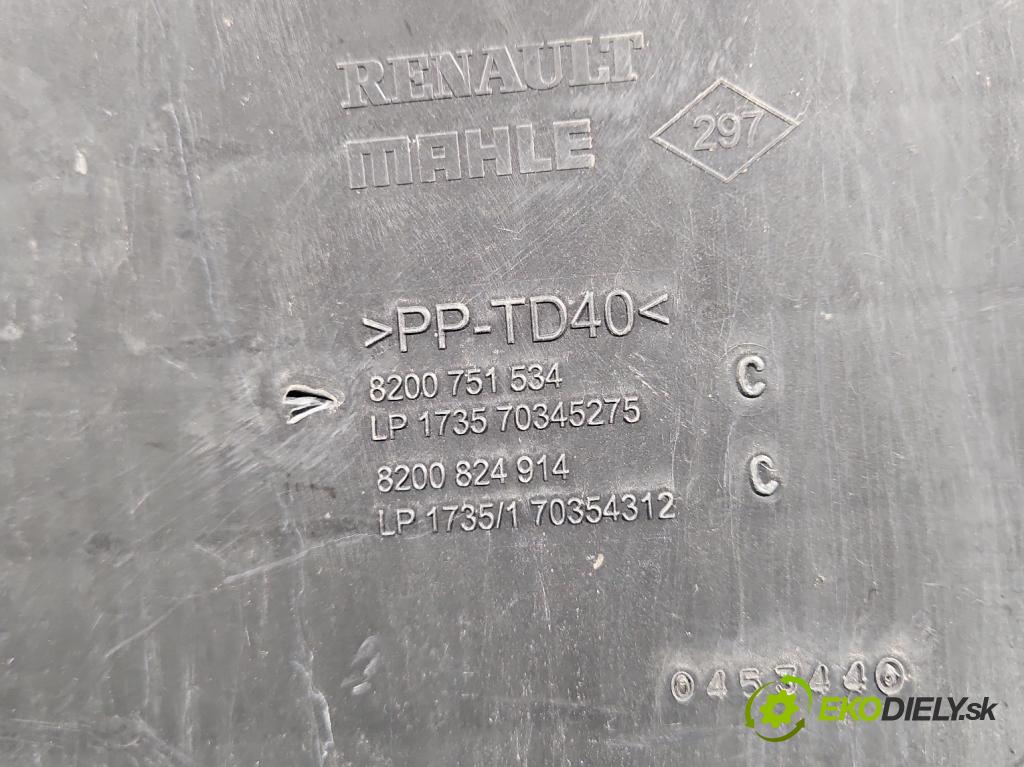 RENAULT
MAHLE
297
>PP-TD40<
8200 751 534 C
LP 1735 70345275
8200 824 914 C
LP 1735/1 70354312
EKODIELY.sk